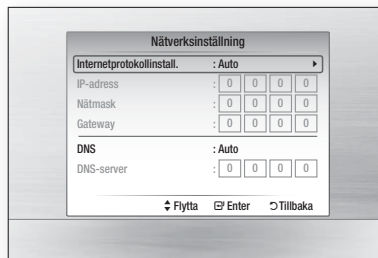 Nätverksinställning
Internetprotokollinstall. : Auto
IP-adress : 0 0 0 0
Nätmask : 0 0 0 0
Gateway : 0 0 0 0
DNS : Auto
DNS-server : 0 0 0 0
Flytta Enter Tillbaka